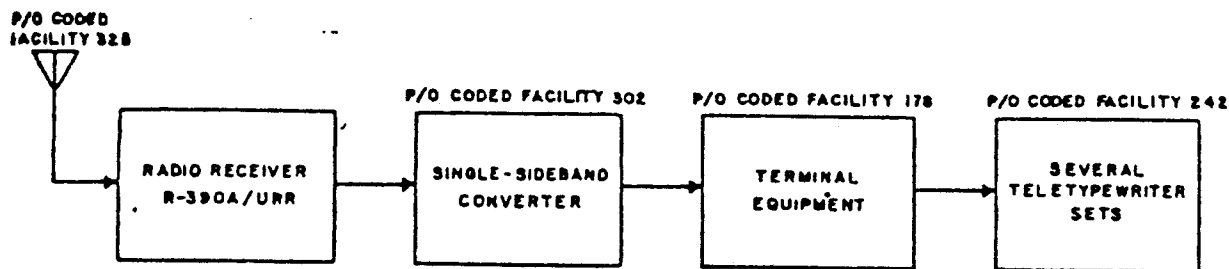 P/O CODED
FACILITY 328
P/O CODED FACILITY 302
P/O CODED FACILITY 178
P/O CODED FACILITY 242
RADIO RECEIVER
R-390A/URR
SINGLE-SIDEBAND
CONVERTER
TERMINAL
EQUIPMENT
SEVERAL
TELETYPEWRITER
SETS